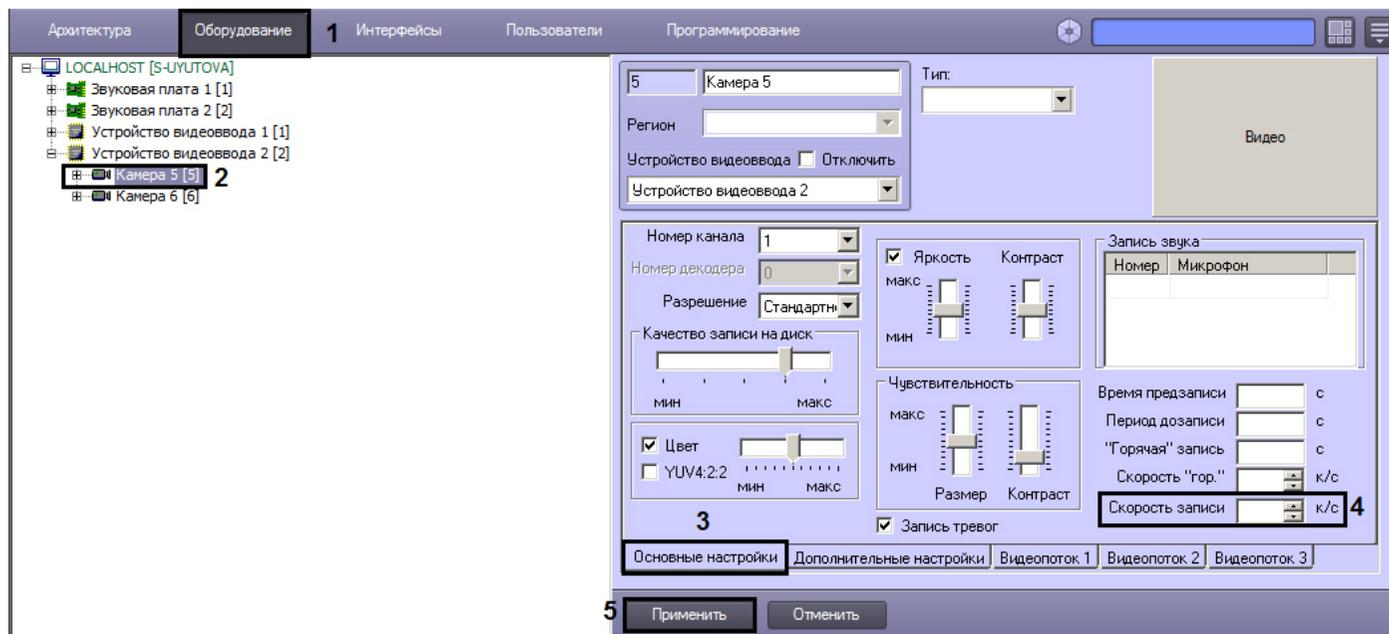 Архитектура Оборудование 1 Интерфейсы Пользователи Программирование
LOCALHOST [S-UYUTOVA]
Звуковая плата 1 [1]
Звуковая плата 2 [2]
Устройство видеоввода 1 [1]
Устройство видеоввода 2 [2]
Камера 5 [5] 2
Камера 6 [6]
5 Камера 5
Тип:
Регион
Устройство видеоввода Отключить
Устройство видеоввода 2
Видео
Номер канала 1
Номер декодера 0
Разрешение Стандартн
Качество записи на диск
мин макс
Цвет
YUV4:2:2
мин макс
Яркость Контраст
макс
мин
Чувствительность
макс
мин
Размер Контраст
Запись тревог
Запись звука
Номер Микрофон
Время предзаписи с
Период дозаписи с
"Горячая" запись с
Скорость "гор." к/с
Скорость записи к/с 4
3
Основные настройки Дополнительные настройки Видеопоток 1 Видеопоток 2 Видеопоток 3
5 Применить Отменить